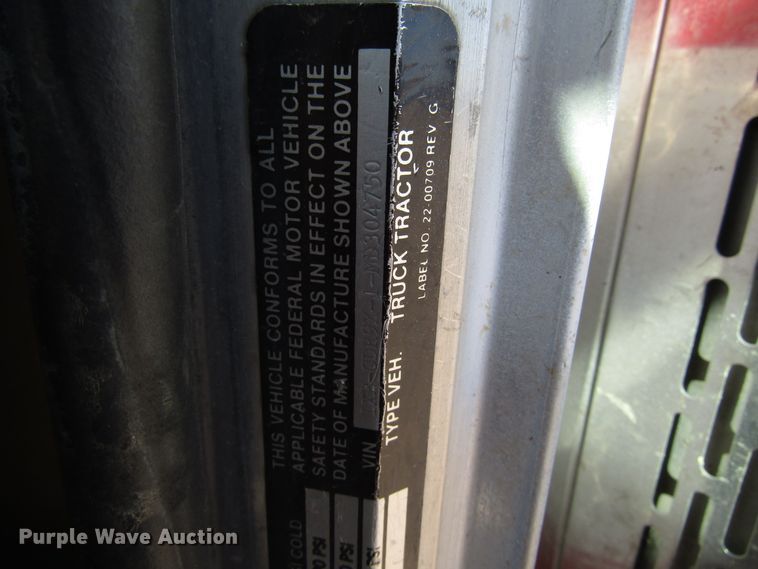 THIS VEHICLE CONFORMS TO ALL
APPLICABLE FEDERAL MOTOR VEHICLE
SAFETY STANDARDS IN EFFECT ON THE
DATE OF MANUFACTURE SHOWN ABOVE
VIN
TYPE VEH. TRUCK TRACTOR
LABEL NO. 22-00709 REV G
COLD
PSI
PSI
PSI
Purple Wave Auction